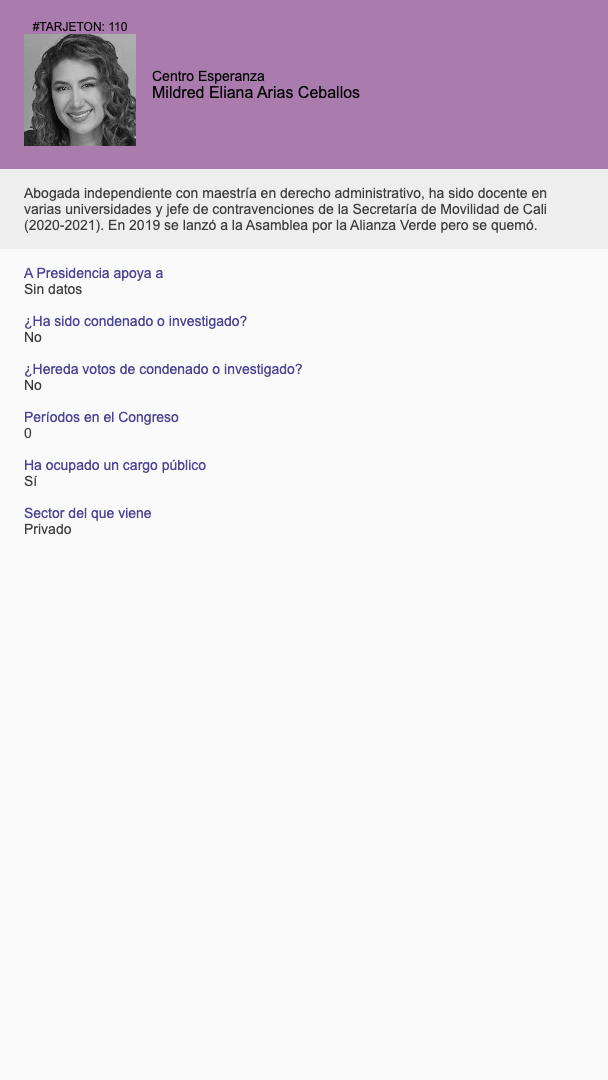 #TARJETON: 110
Centro Esperanza
Mildred Eliana Arias Ceballos
Abogada independiente con maestría en derecho administrativo, ha sido docente en
varias universidades y jefe de contravenciones de la Secretaría de Movilidad de Cali
(2020-2021). En 2019 se lanzó a la Asamblea por la Alianza Verde pero se quemó.
A Presidencia apoya a
Sin datos
¿Ha sido condenado o investigado?
No
¿Hereda votos de condenado o investigado?
No
Períodos en el Congreso
0
Ha ocupado un cargo público
Sí
Sector del que viene
Privado